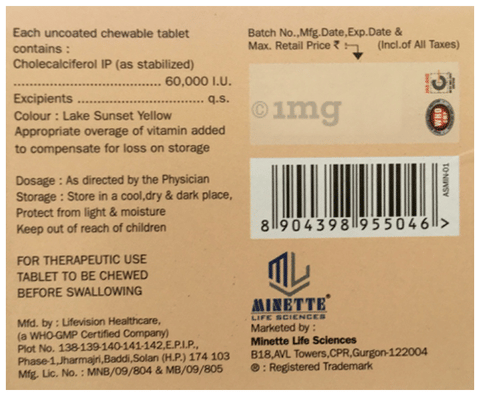 Each uncoated chewable tablet
contains :
Cholecalciferol IP (as stabilized)
.......................................... 60,000 I.U.
Excipients ............................ q.s.
Colour : Lake Sunset Yellow
Appropriate overage of vitamin added
to compensate for loss on storage
Dosage : As directed by the Physician
Storage : Store in a cool,dry & dark place,
Protect from light & moisture
Keep out of reach of children
FOR THERAPEUTIC USE
TABLET TO BE CHEWED
BEFORE SWALLOWING
Mfd. by : Lifevision Healthcare,
(a WHO-GMP Certified Company)
Plot No. 138-139-140-141-142,E.P.I.P.,
Phase-1,Jharmajri,Baddi,Solan (H.P.) 174 103
Mfg. Lic. No. : MNB/09/804 & MB/09/805
Batch No.,Mfg.Date,Exp.Date &
Max. Retail Price ₹ : (Incl.of All Taxes)
© 1mg
WHO
GMP
8 904398 955046 >
ASMIN-01
MINETTE®
LIFE SCIENCES
Marketed by :
Minette Life Sciences
B18,AVL Towers,CPR,Gurgon-122004
® : Registered Trademark